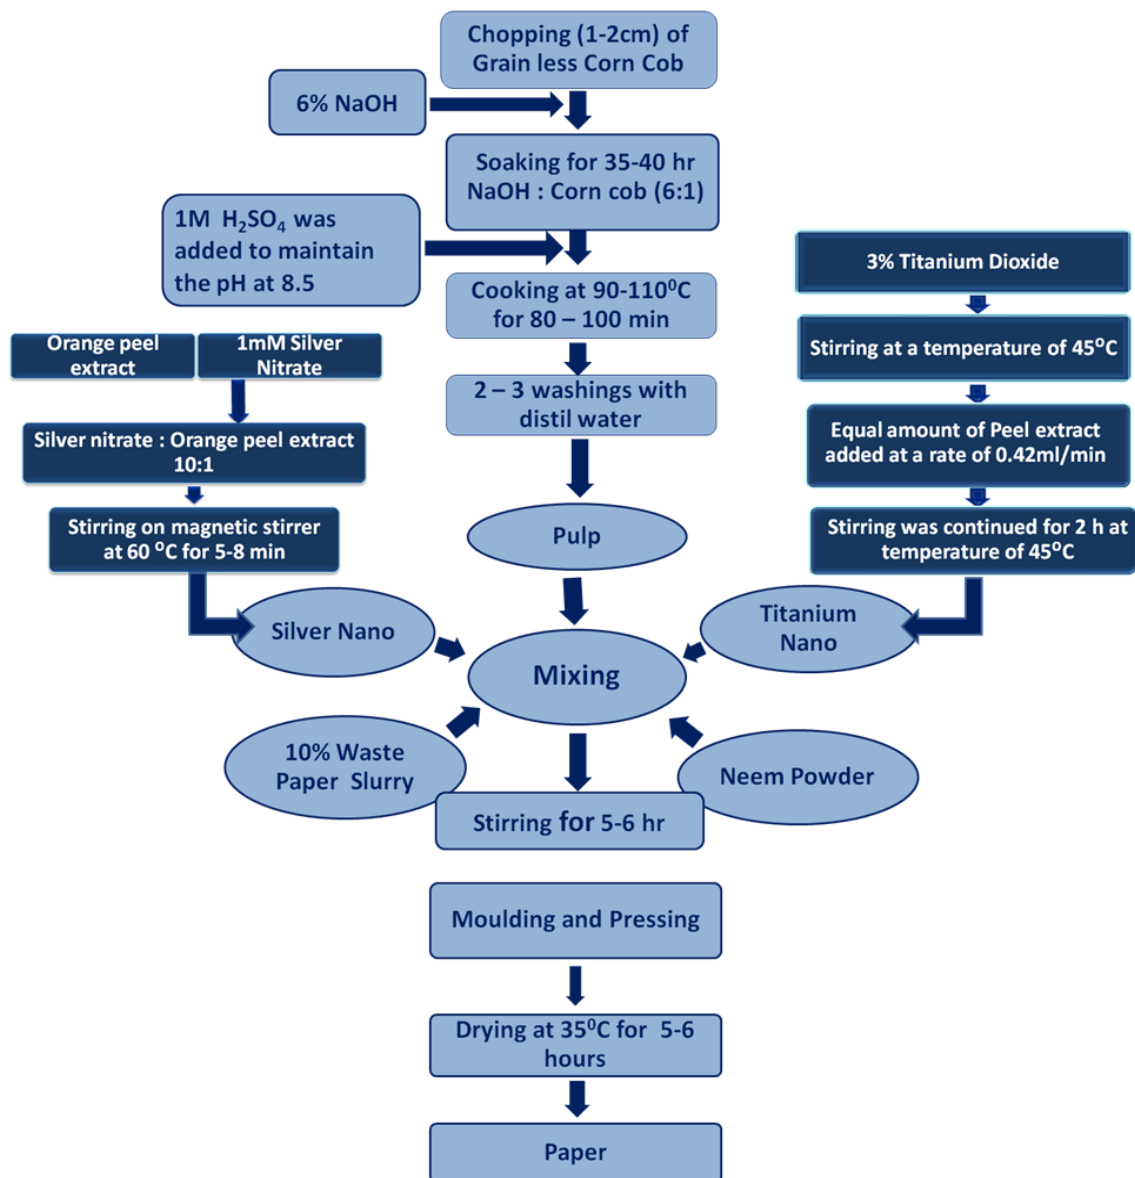 Chopping (1-2cm) of
Grain less Corn Cob
6% NaOH
Soaking for 35-40 hr
NaOH : Corn cob (6:1)
1M H₂SO₄ was
added to maintain
the pH at 8.5
Cooking at 90-110⁰C
for 80 – 100 min
2 – 3 washings with
distil water
Pulp
Orange peel
extract
1mM Silver
Nitrate
Silver nitrate : Orange peel extract
10:1
Stirring on magnetic stirrer
at 60 ⁰C for 5-8 min
Silver Nano
3% Titanium Dioxide
Stirring at a temperature of 45⁰C
Equal amount of Peel extract
added at a rate of 0.42ml/min
Stirring was continued for 2 h at
temperature of 45⁰C
Titanium
Nano
Mixing
10% Waste
Paper Slurry
Neem Powder
Stirring for 5-6 hr
Moulding and Pressing
Drying at 35⁰C for 5-6
hours
Paper